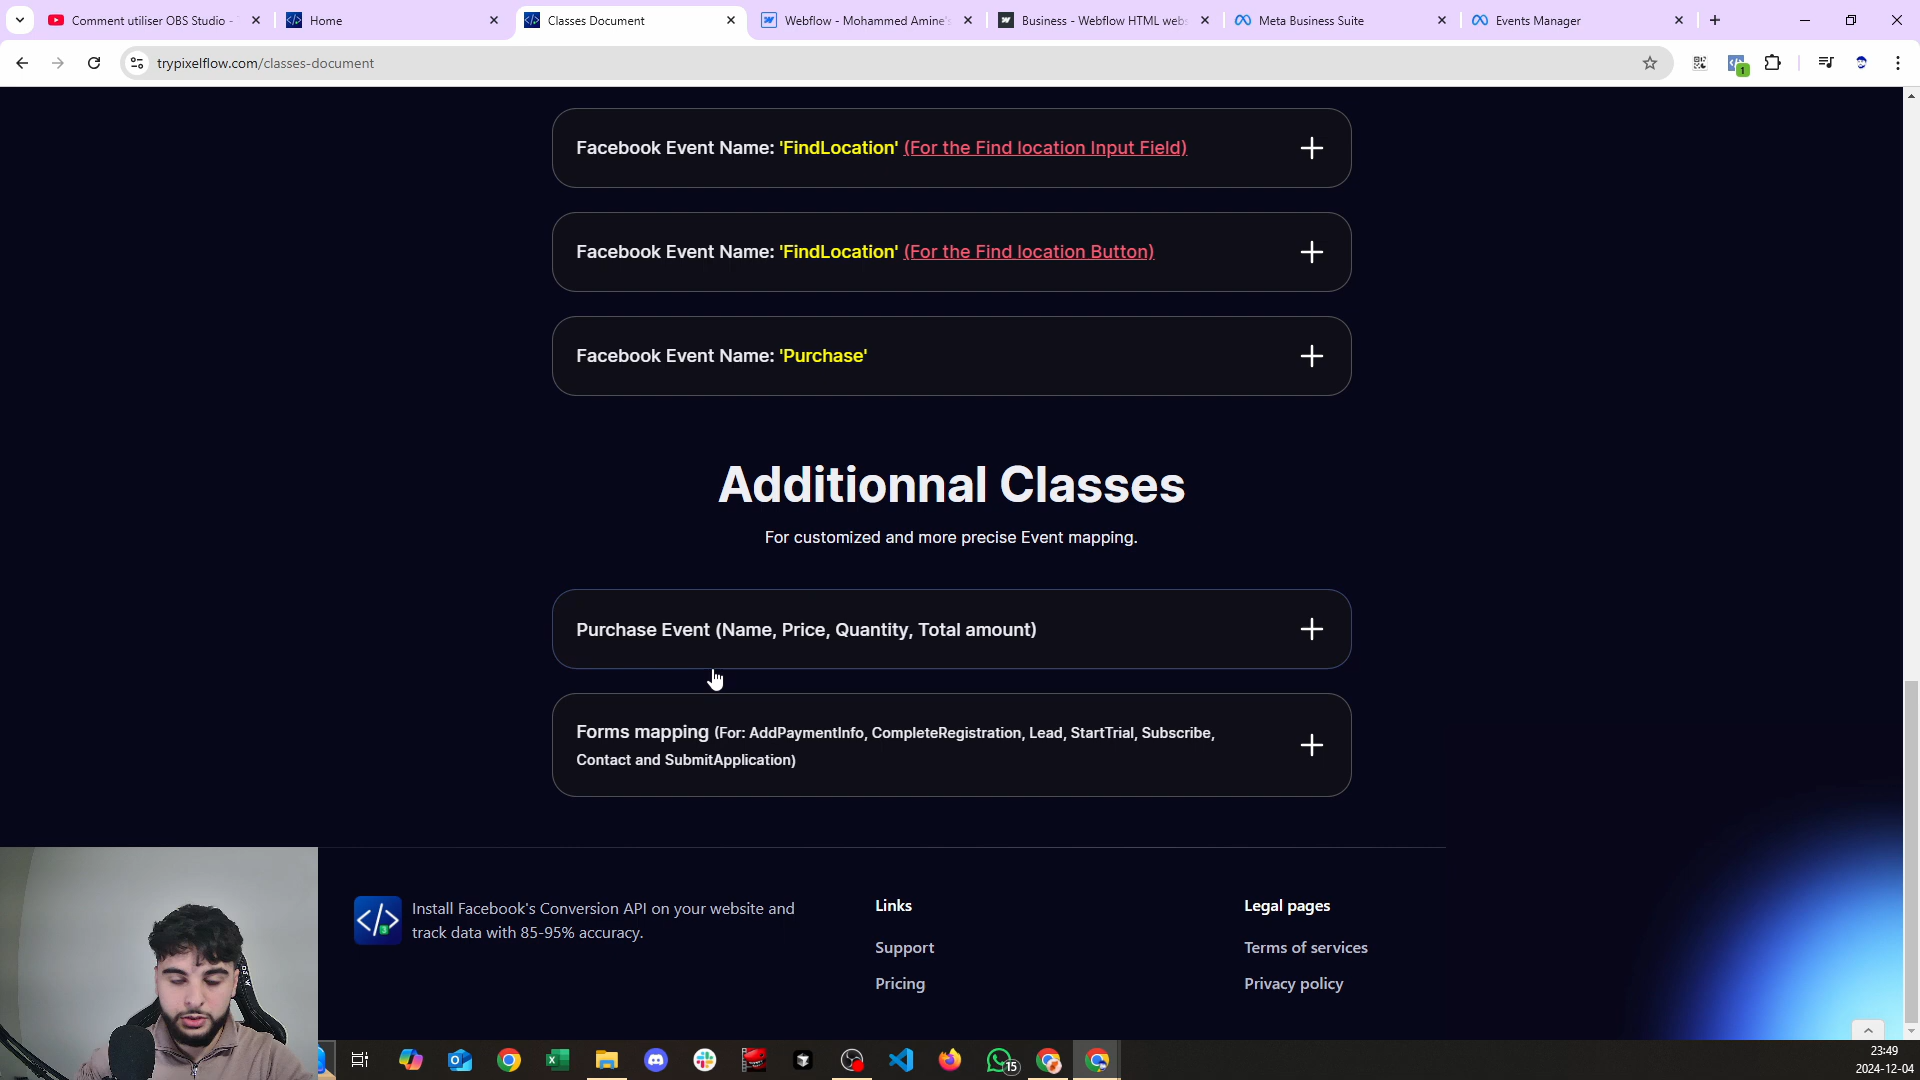 Comment utiliser OBS Studio -
Home
Classes Document
Webflow - Mohammed Amine's
Business - Webflow HTML webs
Meta Business Suite
Events Manager
trypixelflow.com/classes-document
1
Facebook Event Name: 'FindLocation' (For the Find location Input Field)
Facebook Event Name: 'FindLocation' (For the Find location Button)
Facebook Event Name: 'Purchase'
Additionnal Classes
For customized and more precise Event mapping.
Purchase Event (Name, Price, Quantity, Total amount)
Forms mapping (For: AddPaymentInfo, CompleteRegistration, Lead, StartTrial, Subscribe,
Contact and SubmitApplication)
Install Facebook's Conversion API on your website and
track data with 85-95% accuracy.
Links
Support
Pricing
Legal pages
Terms of services
Privacy policy
15
23:49
2024-12-04